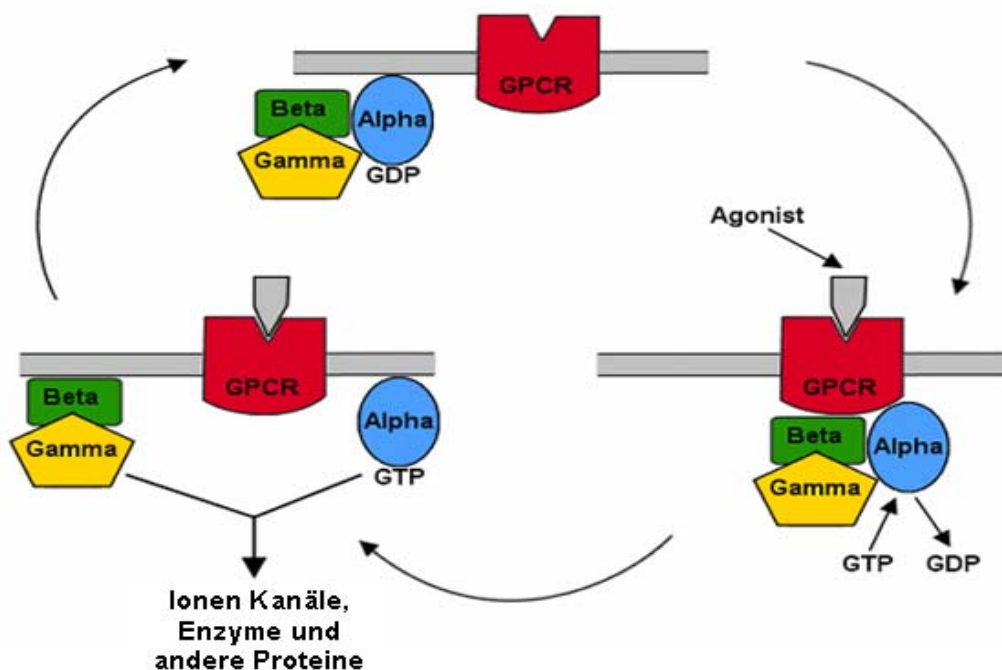 GPCR
Beta
Alpha
Gamma
GDP
Agonist
GPCR
Beta
Alpha
Gamma
GTP
GDP
GPCR
Beta
Alpha
Gamma
GTP
Ionen Kanäle,
Enzyme und
andere Proteine